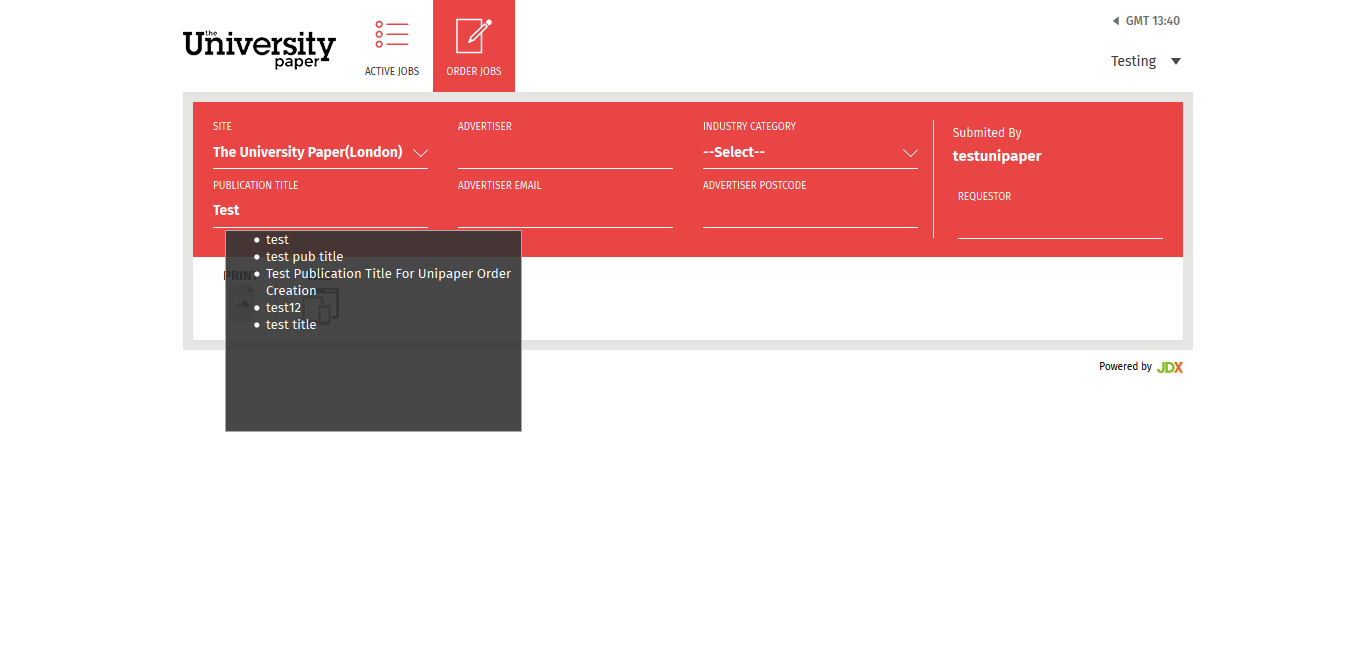 the
University
paper
ACTIVE JOBS
ORDER JOBS
GMT 13:40
Testing
SITE
The University Paper(London)
ADVERTISER
INDUSTRY CATEGORY
--Select--
Submited By
testunipaper
PUBLICATION TITLE
Test
ADVERTISER EMAIL
ADVERTISER POSTCODE
REQUESTOR
PRINT
test
test pub title
Test Publication Title For Unipaper Order
Creation
test12
test title
Powered by JDX